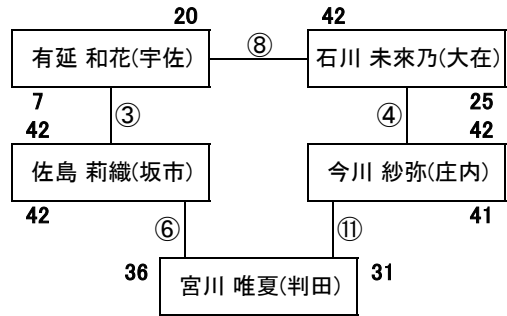 20 42
有延 和花(宇佐) ⑧ 石川 未來乃(大在)
7 ③ ④ 25
42 42
佐島 莉織(坂市) 今川 紗弥(庄内)
42 ⑥ ⑪ 41
36 宮川 唯夏(判田) 31